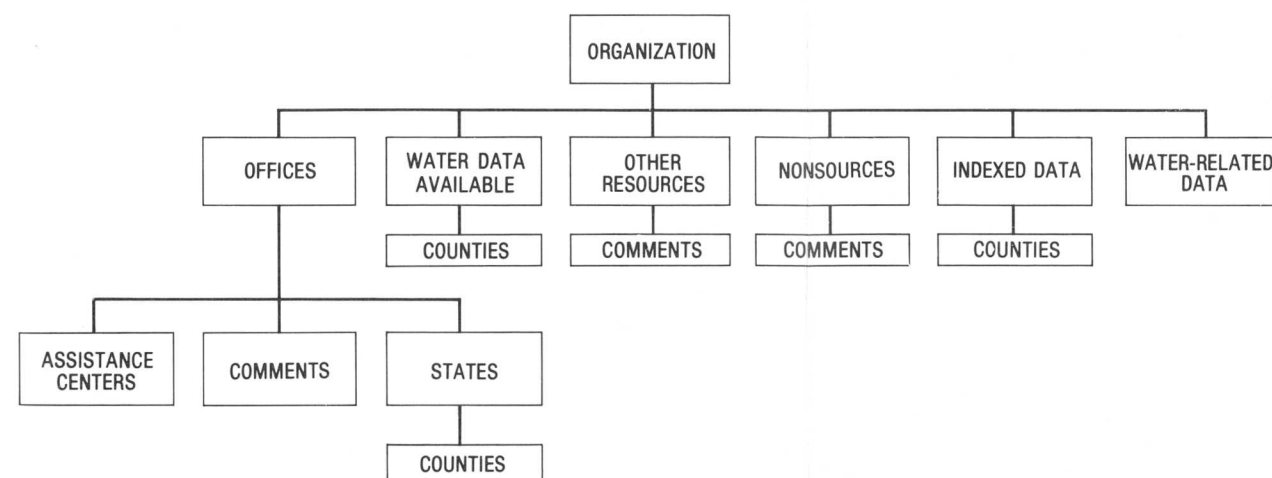 ORGANIZATION
OFFICES
WATER DATA
AVAILABLE
OTHER
RESOURCES
NONSOURCES
INDEXED DATA
WATER-RELATED
DATA
COUNTIES
COMMENTS
COMMENTS
COUNTIES
ASSISTANCE
CENTERS
COMMENTS
STATES
COUNTIES